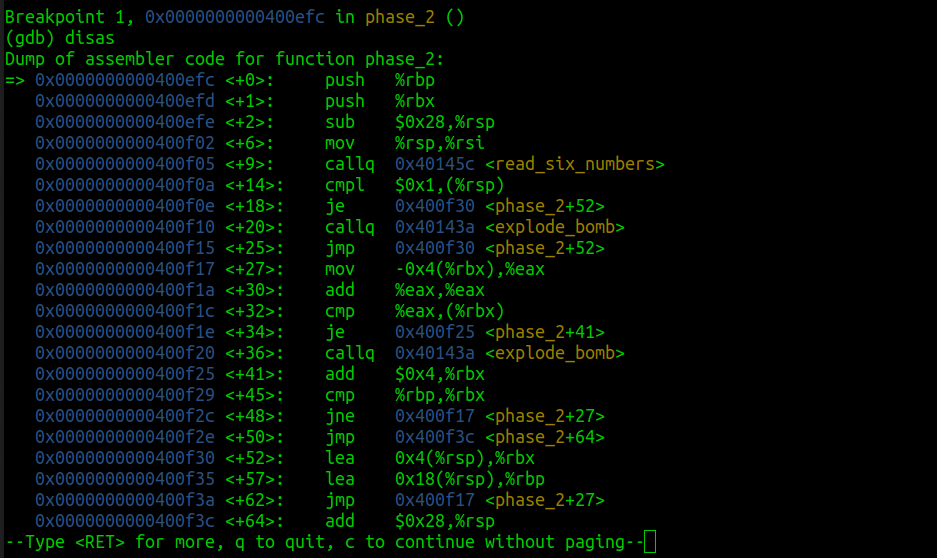 Breakpoint 1, 0x0000000000400efc in phase_2 ()
(gdb) disas
Dump of assembler code for function phase_2:
=> 0x0000000000400efc <+0>:     push   %rbp
   0x0000000000400efd <+1>:     push   %rbx
   0x0000000000400efe <+2>:     sub    $0x28,%rsp
   0x0000000000400f02 <+6>:     mov    %rsp,%rsi
   0x0000000000400f05 <+9>:     callq  0x40145c <read_six_numbers>
   0x0000000000400f0a <+14>:    cmpl   $0x1,(%rsp)
   0x0000000000400f0e <+18>:    je     0x400f30 <phase_2+52>
   0x0000000000400f10 <+20>:    callq  0x40143a <explode_bomb>
   0x0000000000400f15 <+25>:    jmp    0x400f30 <phase_2+52>
   0x0000000000400f17 <+27>:    mov    -0x4(%rbx),%eax
   0x0000000000400f1a <+30>:    add    %eax,%eax
   0x0000000000400f1c <+32>:    cmp    %eax,(%rbx)
   0x0000000000400f1e <+34>:    je     0x400f25 <phase_2+41>
   0x0000000000400f20 <+36>:    callq  0x40143a <explode_bomb>
   0x0000000000400f25 <+41>:    add    $0x4,%rbx
   0x0000000000400f29 <+45>:    cmp    %rbp,%rbx
   0x0000000000400f2c <+48>:    jne    0x400f17 <phase_2+27>
   0x0000000000400f2e <+50>:    jmp    0x400f3c <phase_2+64>
   0x0000000000400f30 <+52>:    lea    0x4(%rsp),%rbx
   0x0000000000400f35 <+57>:    lea    0x18(%rsp),%rbp
   0x0000000000400f3a <+62>:    jmp    0x400f17 <phase_2+27>
   0x0000000000400f3c <+64>:    add    $0x28,%rsp
--Type <RET> for more, q to quit, c to continue without paging--